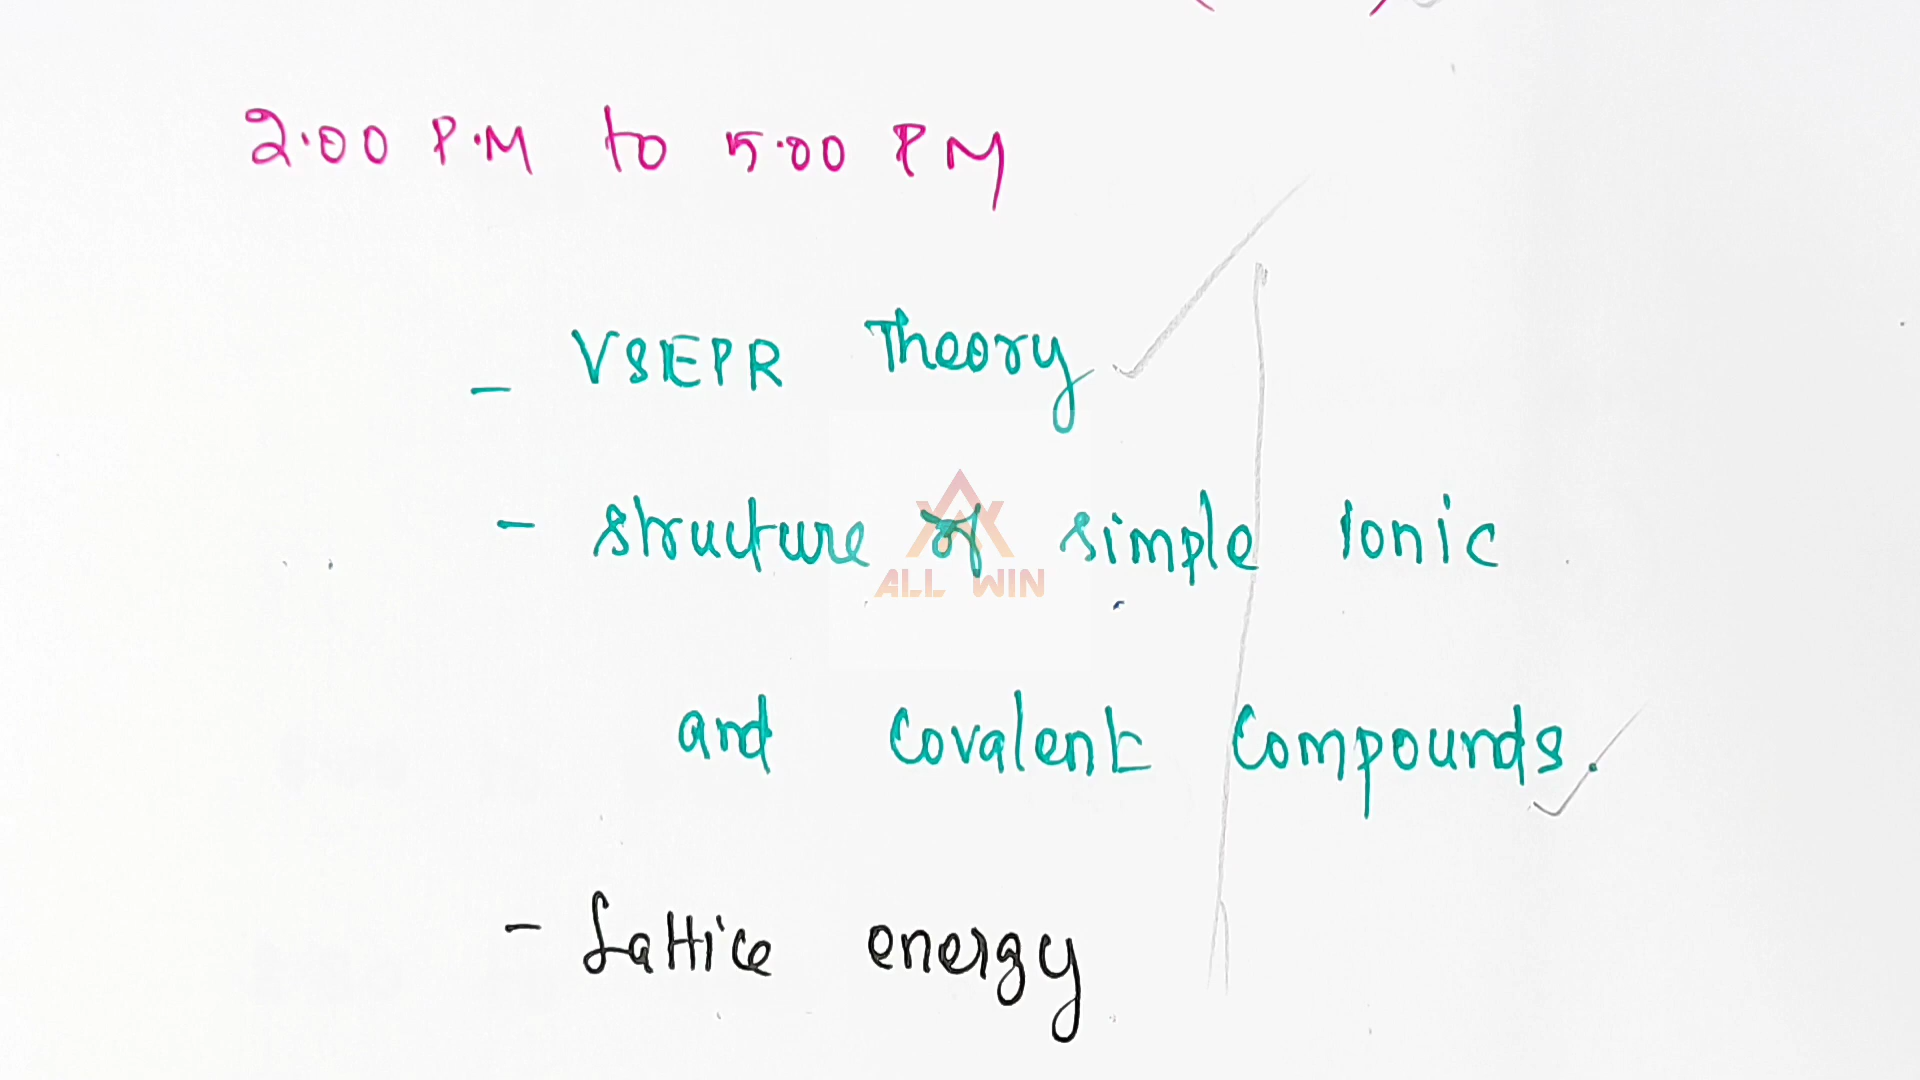 2.00 P.M to 5.00 PM
- VSEPR Theory
- structure of simple ionic
ALL WIN
and covalent compounds.
- Lattice energy